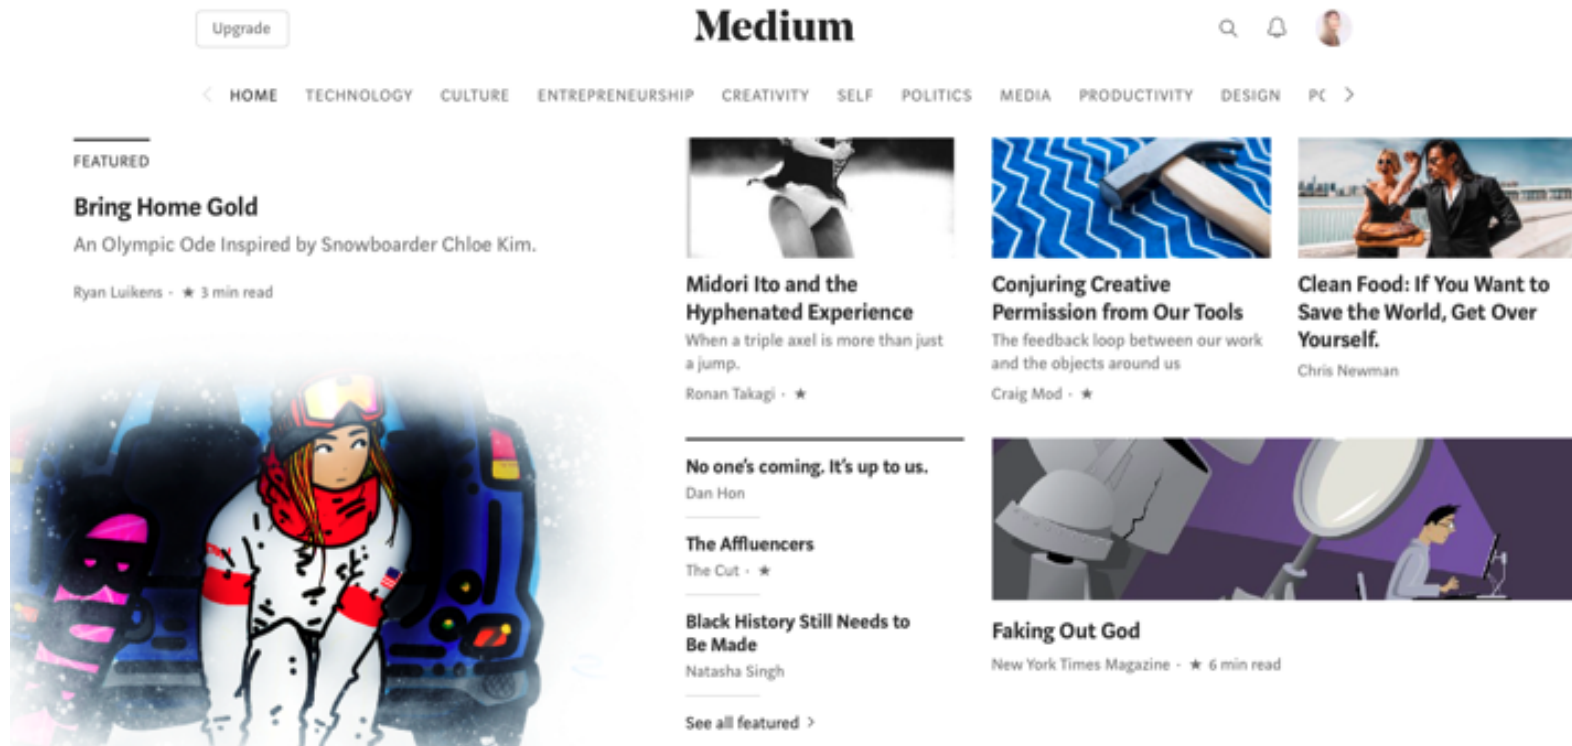 Upgrade
Medium
HOME TECHNOLOGY CULTURE ENTREPRENEURSHIP CREATIVITY SELF POLITICS MEDIA PRODUCTIVITY DESIGN
FEATURED
Bring Home Gold
An Olympic Ode Inspired by Snowboarder Chloe Kim.
Ryan Luikens · ★ 3 min read
Midori Ito and the
Hyphenated Experience
When a triple axel is more than just
a jump.
Ronan Takagi · ★
Conjuring Creative
Permission from Our Tools
The feedback loop between our work
and the objects around us
Craig Mod · ★
Clean Food: If You Want to
Save the World, Get Over
Yourself.
Chris Newman
No one’s coming. It’s up to us.
Dan Hon
The Affluencers
The Cut · ★
Black History Still Needs to
Be Made
Natasha Singh
See all featured >
Faking Out God
New York Times Magazine · ★ 6 min read